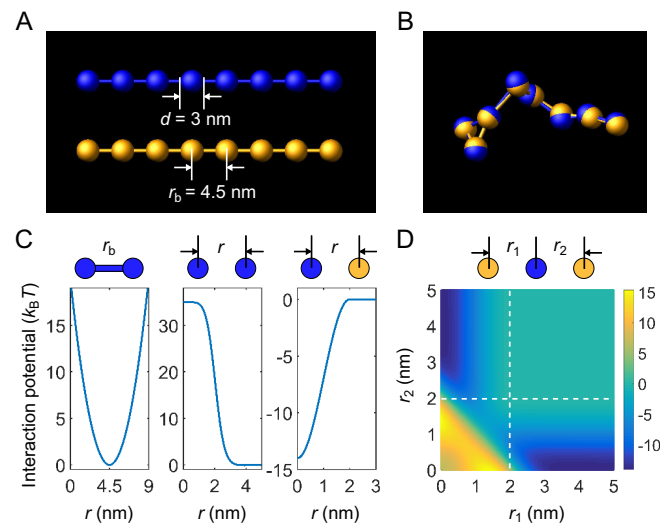 A
B
d = 3 nm
r_b = 4.5 nm
C
D
r_b
r
r
r_1
r_2
Interaction potential (k_B T)
15
10
5
0
0
4.5
9
r (nm)
30
20
10
0
0
2
4
r (nm)
0
−5
−10
−15
0
1
2
3
r (nm)
r_2 (nm)
5
4
3
2
1
0
0
1
2
3
4
5
r_1 (nm)
15
10
5
0
-5
-10